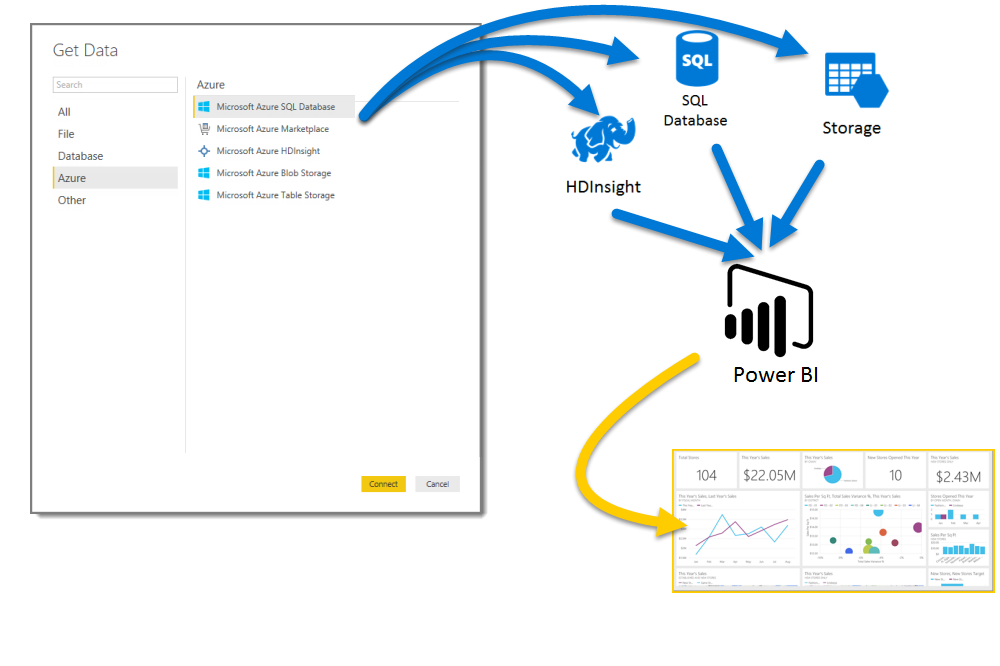 Get Data
Search
All
File
Database
Azure
Other
Azure
Microsoft Azure SQL Database
Microsoft Azure Marketplace
Microsoft Azure HDInsight
Microsoft Azure Blob Storage
Microsoft Azure Table Storage
Connect
Cancel
SQL
SQL
Database
Storage
HDInsight
Power BI
Total Stores
104
This Year's Sales
$22.05M
This Year's Sales
New Stores Opened This Year
10
This Year's Sales
$2.43M
This Year's Sales, Last Year's Sales
Sales Per Sq Ft, Total Sales Variance %, This Year's Sales
Stores Opened This Year
Sales Per Sq Ft
This Year's Sales
This Year's Sales
New Stores, New Stores Target